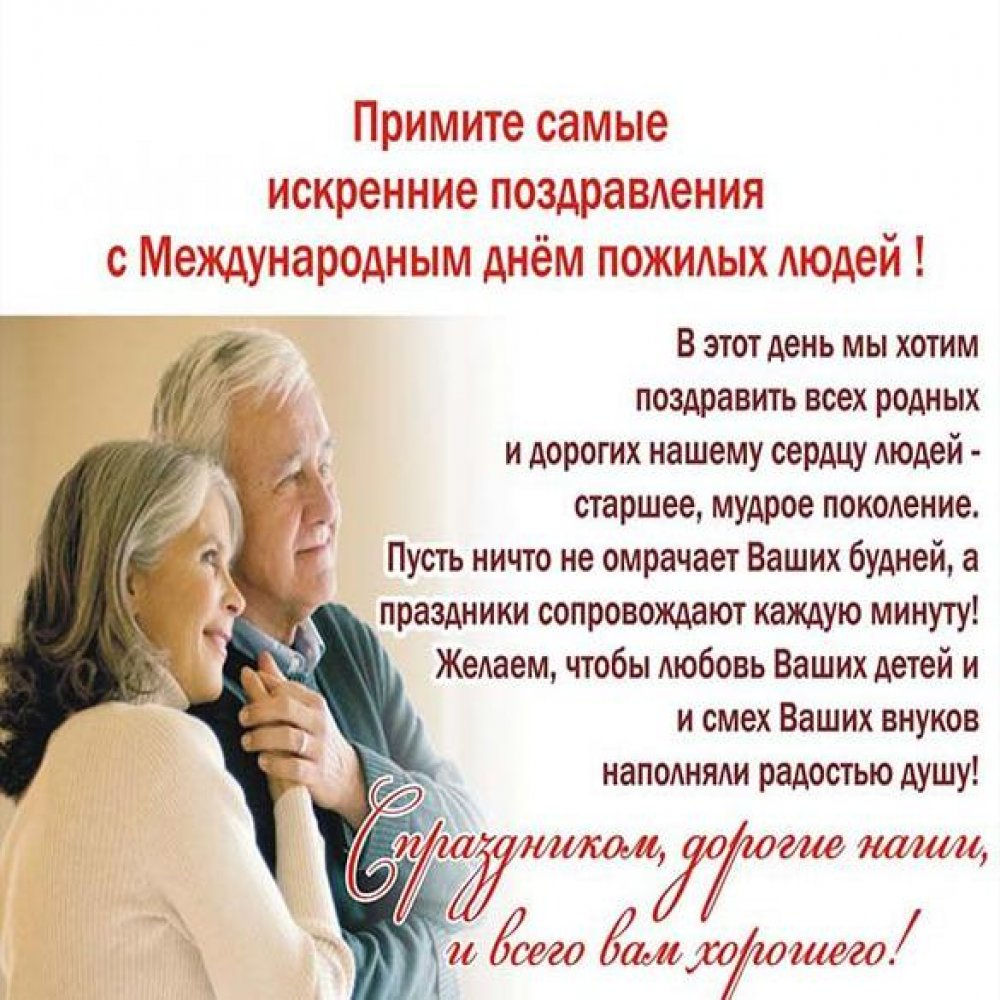 Примите самые
искренние поздравления
с Международным днём пожилых людей !
В этот день мы хотим
поздравить всех родных
и дорогих нашему сердцу людей -
старшее, мудрое поколение.
Пусть ничто не омрачает Ваших будней, а
праздники сопровождают каждую минуту!
Желаем, чтобы любовь Ваших детей и
и смех Ваших внуков
наполняли радостью душу!
С праздником, дорогие наши,
и всего вам хорошего!